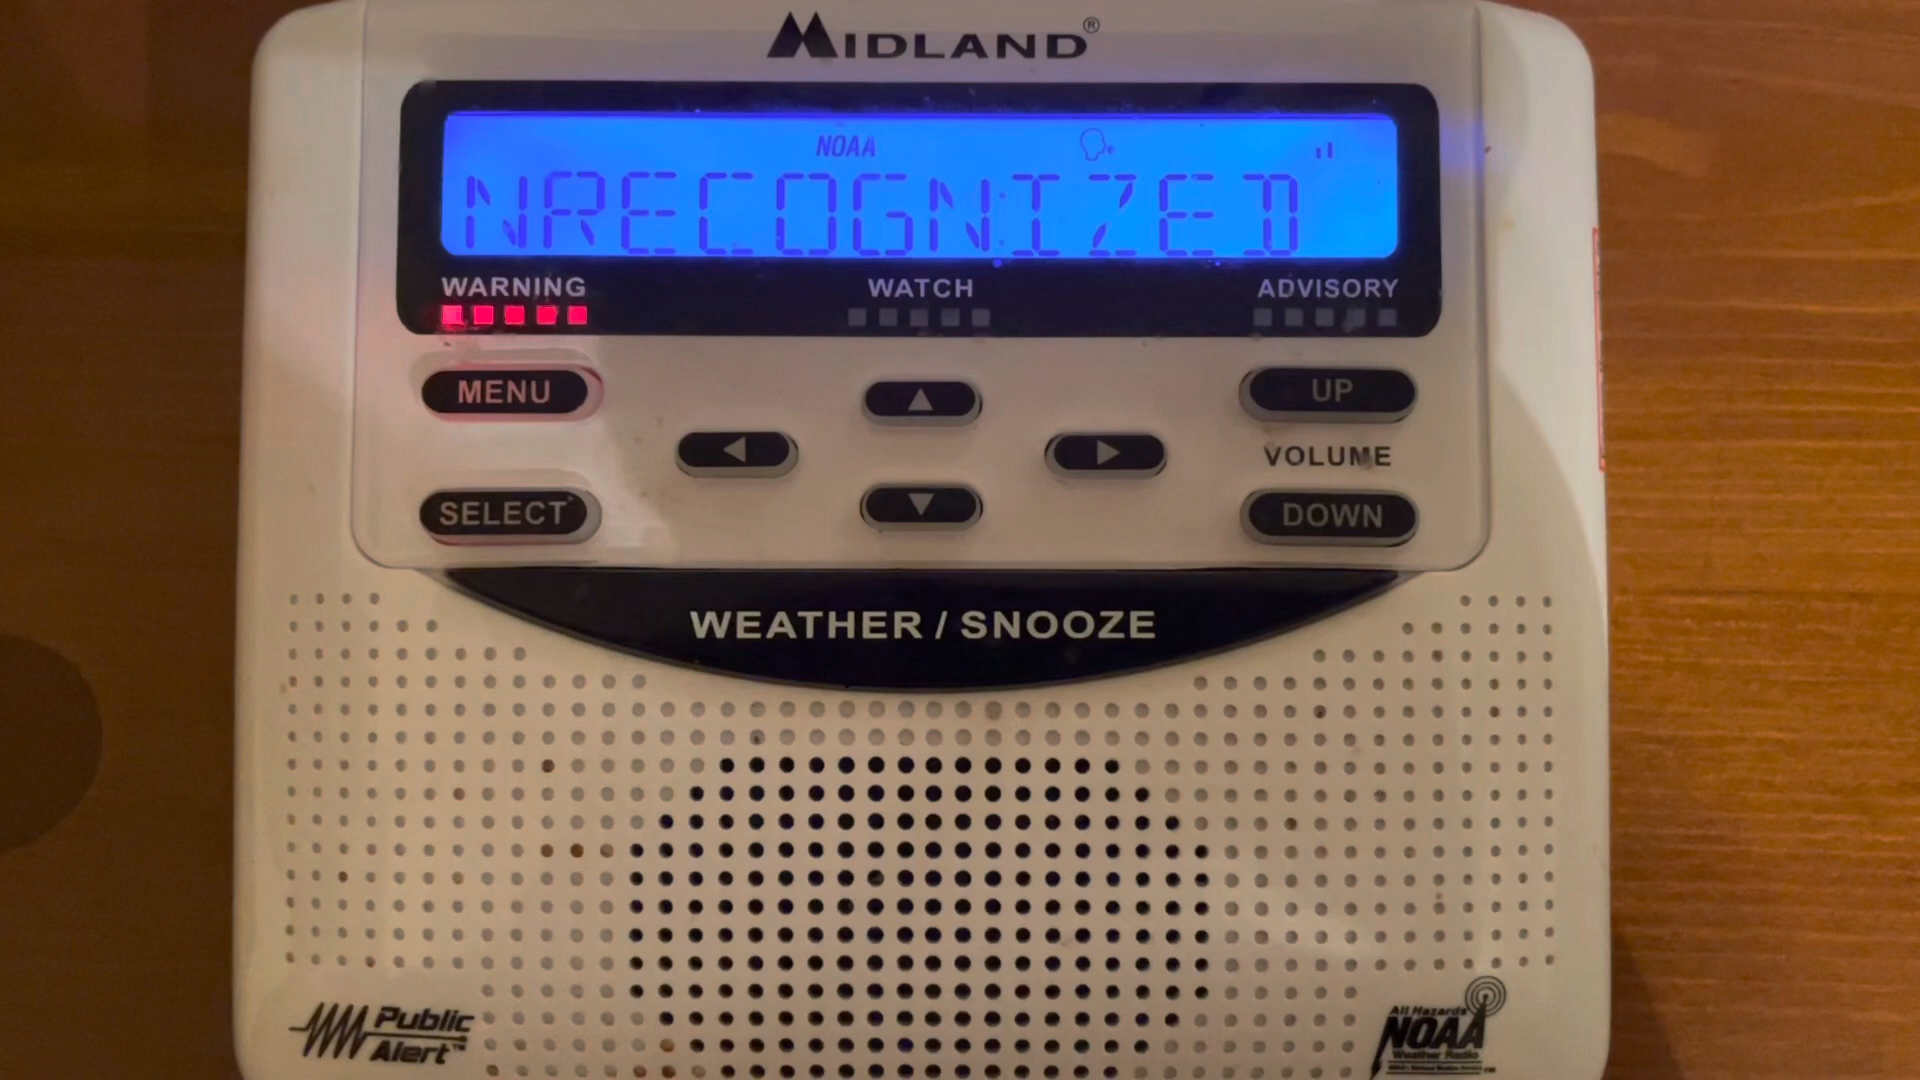 MIDLAND®
NOAA
NRECOGNIZED
WARNING WATCH ADVISORY
MENU UP
VOLUME
SELECT DOWN
WEATHER / SNOOZE
Public
Alert™
All Hazards
NOAA
Weather Radio